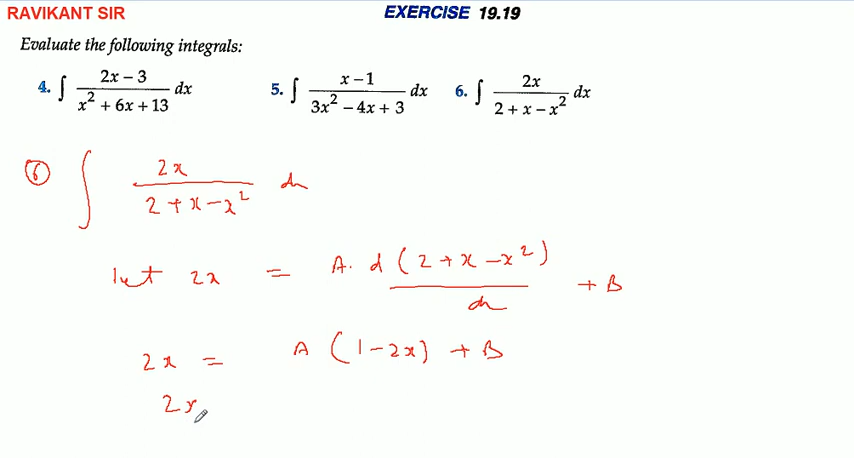 RAVIKANT SIR
EXERCISE 19.19
Evaluate the following integrals:
4. ∫ (2x − 3)/(x² + 6x + 13) dx 5. ∫ (x − 1)/(3x² − 4x + 3) dx 6. ∫ (2x)/(2 + x − x²) dx
⑥ ∫ (2x)/(2 + x − x²) dx
let 2x = A. d(2 + x − x²)/dx + B
2x = A (1 − 2x) + B
2x